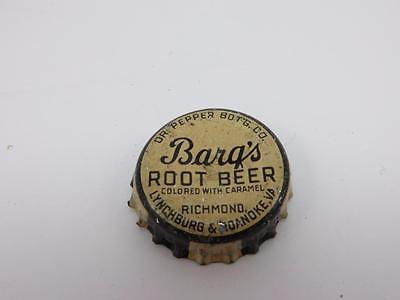 DR. PEPPER BOT'G. CO.
Barq's
ROOT BEER
COLORED WITH CARAMEL
RICHMOND,
LYNCHBURG & ROANOKE, VA